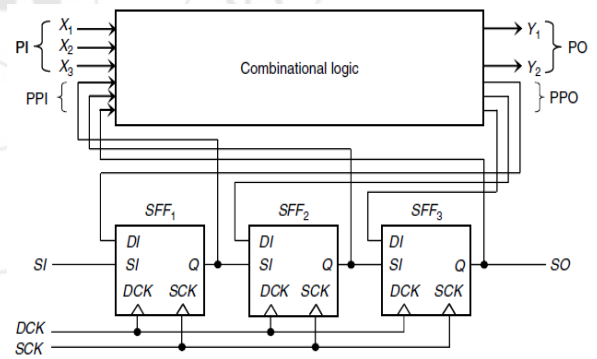 PI { X1 Y1 } PO
X2
X3 Y2
Combinational logic
PPI { } PPO
SFF1 SFF2 SFF3
DI DI DI
SI SI Q SI Q SI Q SO
DCK SCK DCK SCK DCK SCK
DCK
SCK